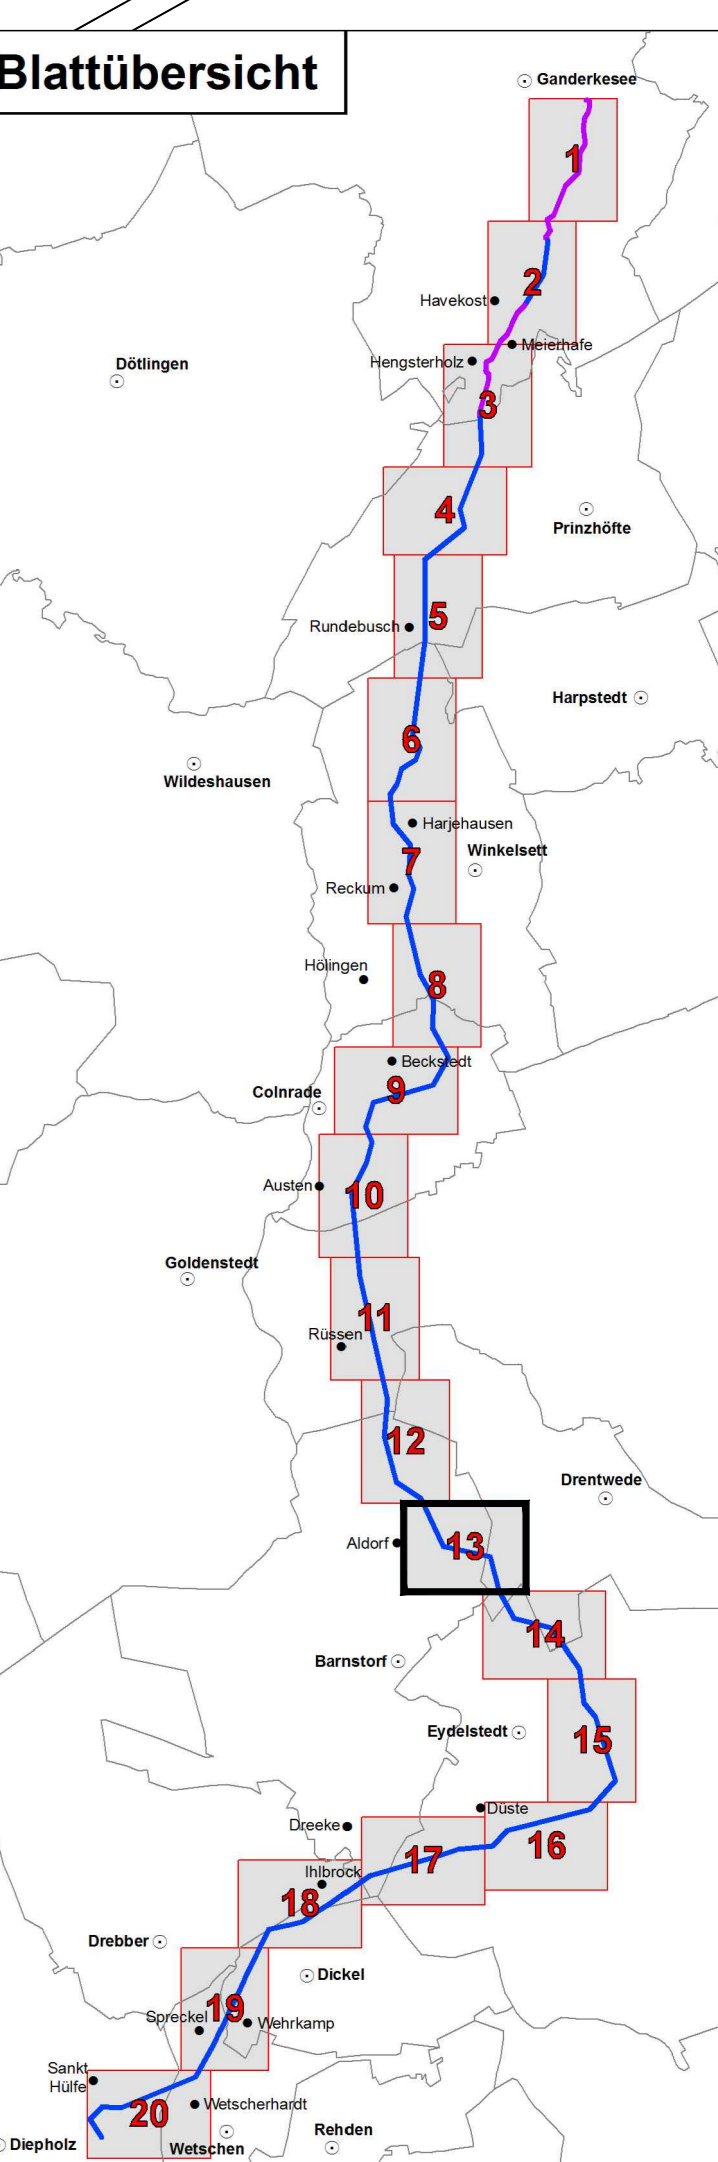 Blattübersicht
Ganderkesee
1
2
Havekost
Meierhafe
Hengsterholz
Dötlingen
3
4
Prinzhöfte
5
Rundebusch
Harpstedt
6
Wildeshausen
Harjehausen
Winkelsett
7
Reckum
Hölingen
8
Beckstedt
9
Colnrade
Austen
10
Goldenstedt
11
Rüssen
12
Drentwede
Aldorf
13
14
Barnstorf
Eydelstedt
15
Düste
Dreeke
16
17
Ihlbrock
18
Drebber
Dickel
19
Spreckel
Wehrkamp
Sankt
Hülfe
20
Wetscherhardt
Rehden
Diepholz
Wetschen